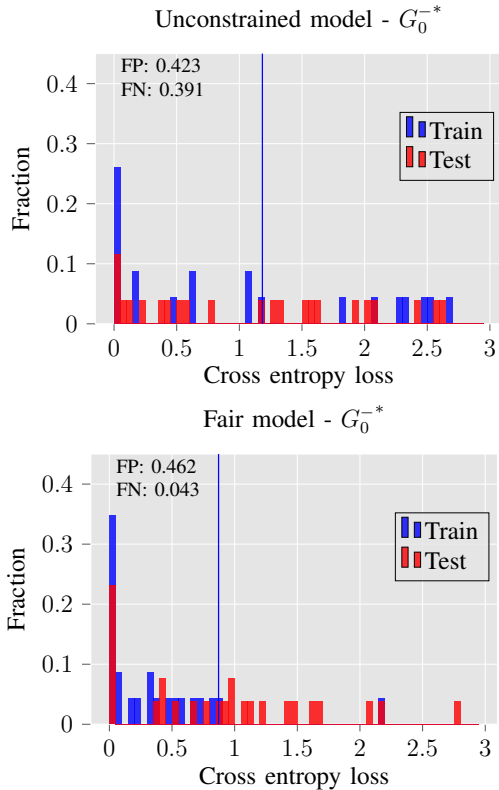 Unconstrained model - $G_0^{-*}$
FP: 0.423
FN: 0.391
Train
Test
Fraction
0.4
0.3
0.2
0.1
0
0 0.5 1 1.5 2 2.5 3
Cross entropy loss
Fair model - $G_0^{-*}$
FP: 0.462
FN: 0.043
Train
Test
Fraction
0.4
0.3
0.2
0.1
0
0 0.5 1 1.5 2 2.5 3
Cross entropy loss